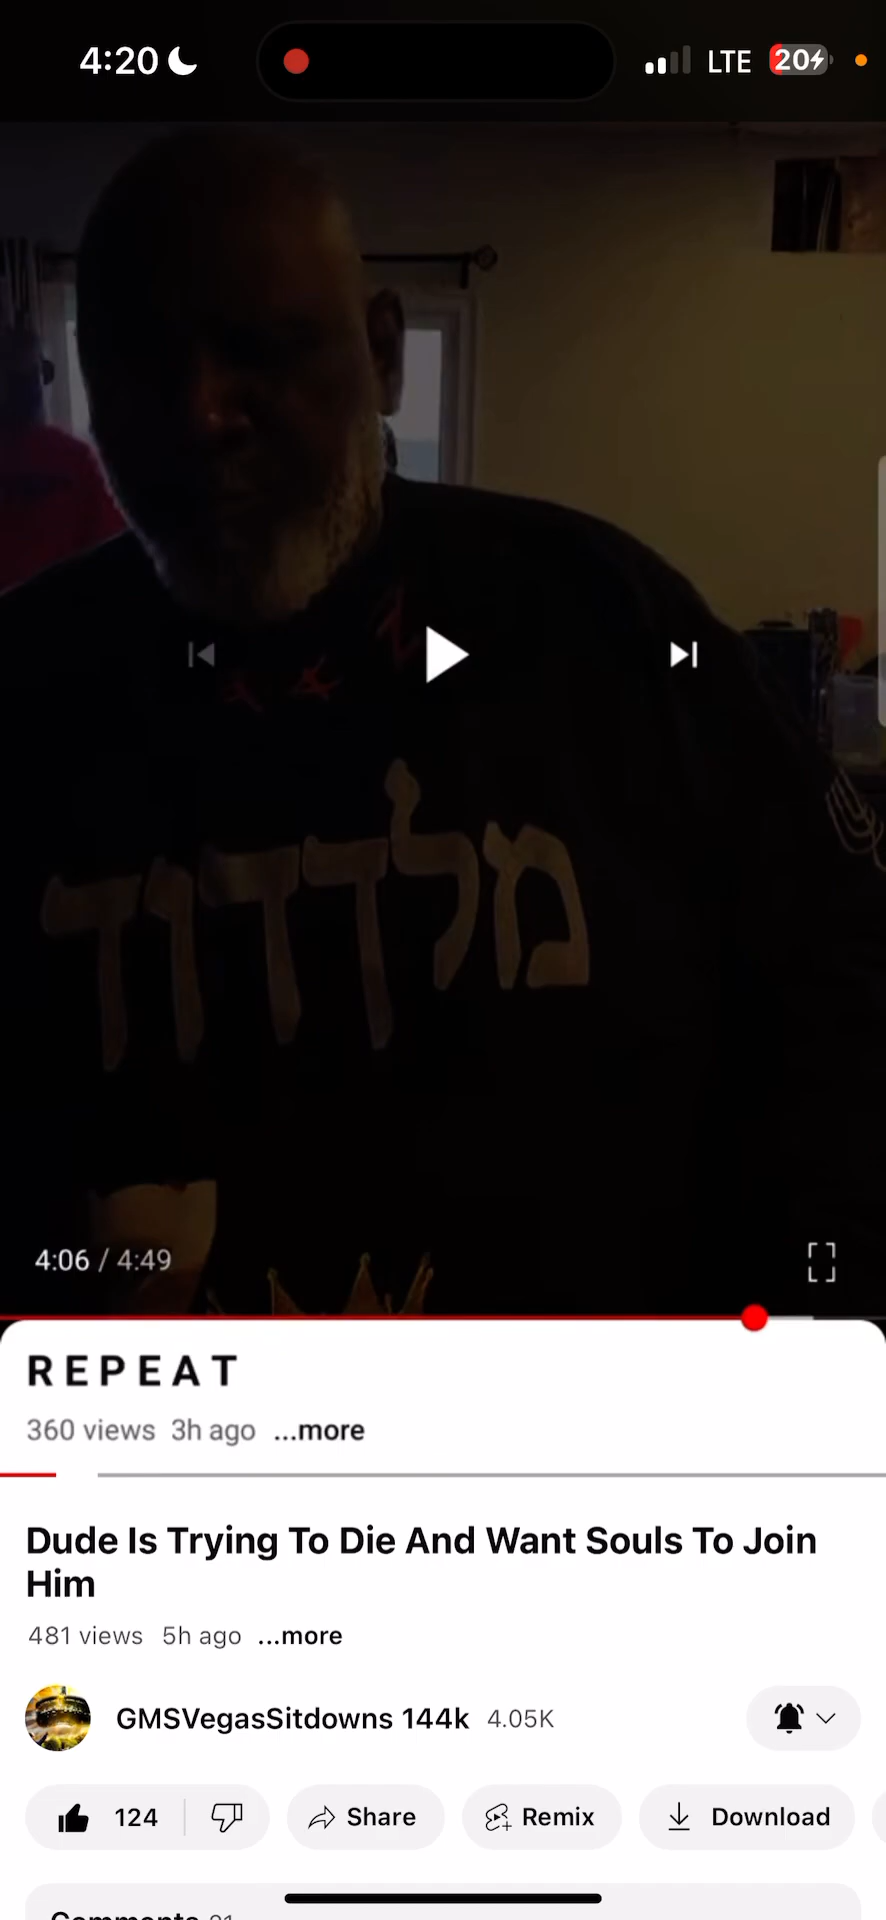 4:20
LTE
20
מלדדוד
4:06 / 4:49
REPEAT
360 views 3h ago ...more
Dude Is Trying To Die And Want Souls To Join
Him
481 views 5h ago ...more
GMSVegasSitdowns 144k 4.05K
124
Share
Remix
Download